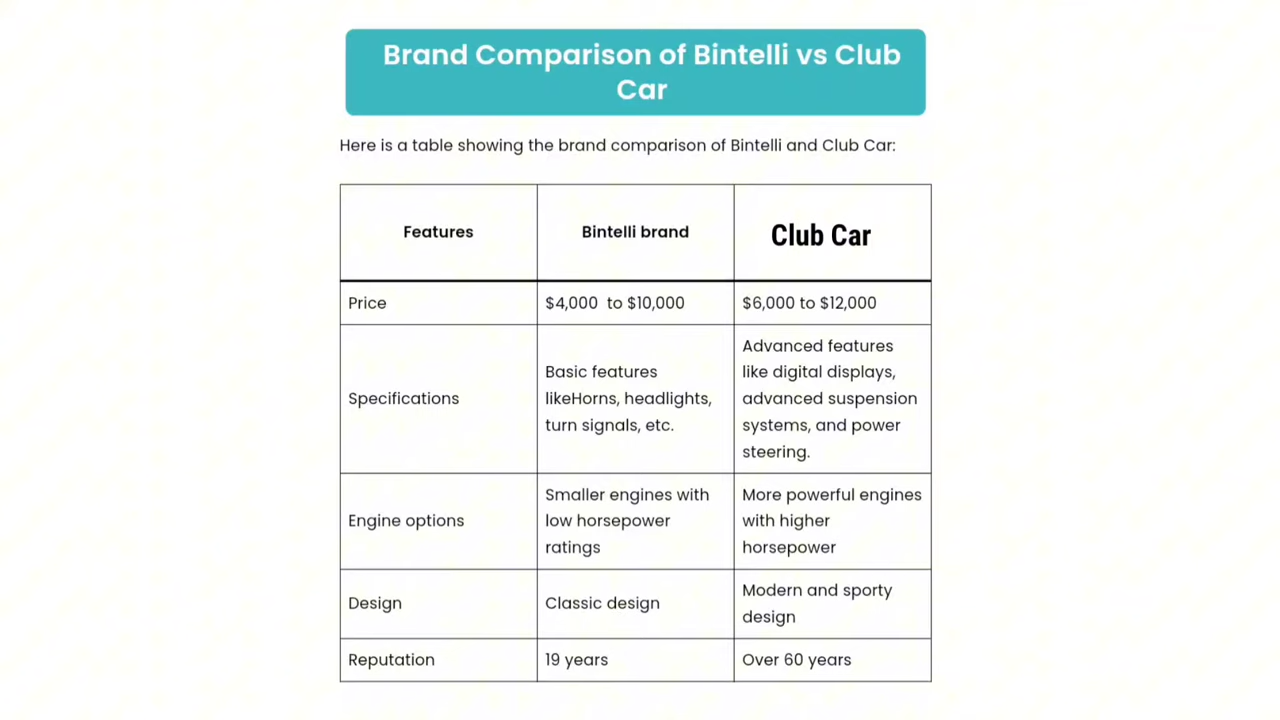 Brand Comparison of Bintelli vs Club
Car
Here is a table showing the brand comparison of Bintelli and Club Car:
Features
Bintelli brand
Club Car
Price
$4,000 to $10,000
$6,000 to $12,000
Specifications
Basic features
likeHorns, headlights,
turn signals, etc.
Advanced features
like digital displays,
advanced suspension
systems, and power
steering.
Engine options
Smaller engines with
low horsepower
ratings
More powerful engines
with higher
horsepower
Design
Classic design
Modern and sporty
design
Reputation
19 years
Over 60 years